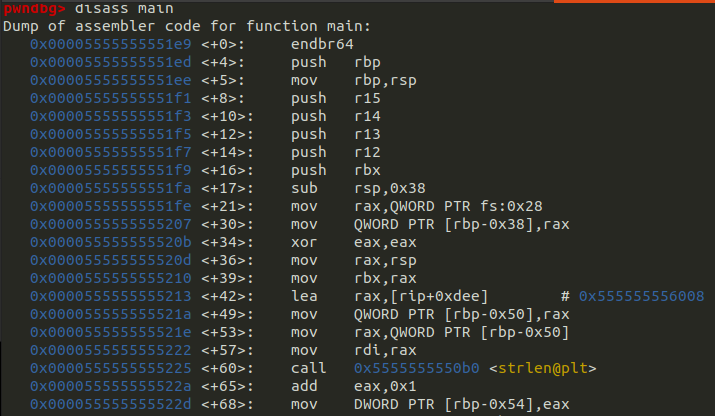 pwndbg> disass main
Dump of assembler code for function main:
0x00005555555551e9 <+0>: endbr64
0x00005555555551ed <+4>: push rbp
0x00005555555551ee <+5>: mov rbp,rsp
0x00005555555551f1 <+8>: push r15
0x00005555555551f3 <+10>: push r14
0x00005555555551f5 <+12>: push r13
0x00005555555551f7 <+14>: push r12
0x00005555555551f9 <+16>: push rbx
0x00005555555551fa <+17>: sub rsp,0x38
0x00005555555551fe <+21>: mov rax,QWORD PTR fs:0x28
0x0000555555555207 <+30>: mov QWORD PTR [rbp-0x38],rax
0x000055555555520b <+34>: xor eax,eax
0x000055555555520d <+36>: mov rax,rsp
0x0000555555555210 <+39>: mov rbx,rax
0x0000555555555213 <+42>: lea rax,[rip+0xdee] # 0x555555556008
0x000055555555521a <+49>: mov QWORD PTR [rbp-0x50],rax
0x000055555555521e <+53>: mov rax,QWORD PTR [rbp-0x50]
0x0000555555555222 <+57>: mov rdi,rax
0x0000555555555225 <+60>: call 0x5555555550b0 <strlen@plt>
0x000055555555522a <+65>: add eax,0x1
0x000055555555522d <+68>: mov DWORD PTR [rbp-0x54],eax